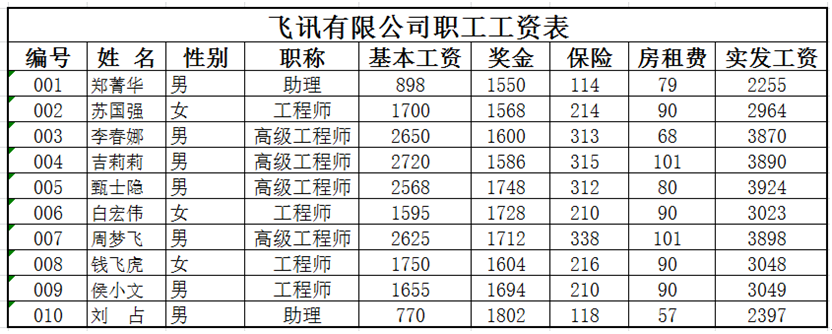 飞讯有限公司职工工资表
编号 姓 名 性别 职称 基本工资 奖金 保险 房租费 实发工资
001 郑菁华 男 助理 898 1550 114 79 2255
002 苏国强 女 工程师 1700 1568 214 90 2964
003 李春娜 男 高级工程师 2650 1600 313 68 3870
004 吉莉莉 男 高级工程师 2720 1586 315 101 3890
005 甄士隐 男 高级工程师 2568 1748 312 80 3924
006 白宏伟 女 工程师 1595 1728 210 90 3023
007 周梦飞 男 高级工程师 2625 1712 338 101 3898
008 钱飞虎 女 工程师 1750 1604 216 90 3048
009 侯小文 男 工程师 1655 1694 210 90 3049
010 刘 占 男 助理 770 1802 118 57 2397